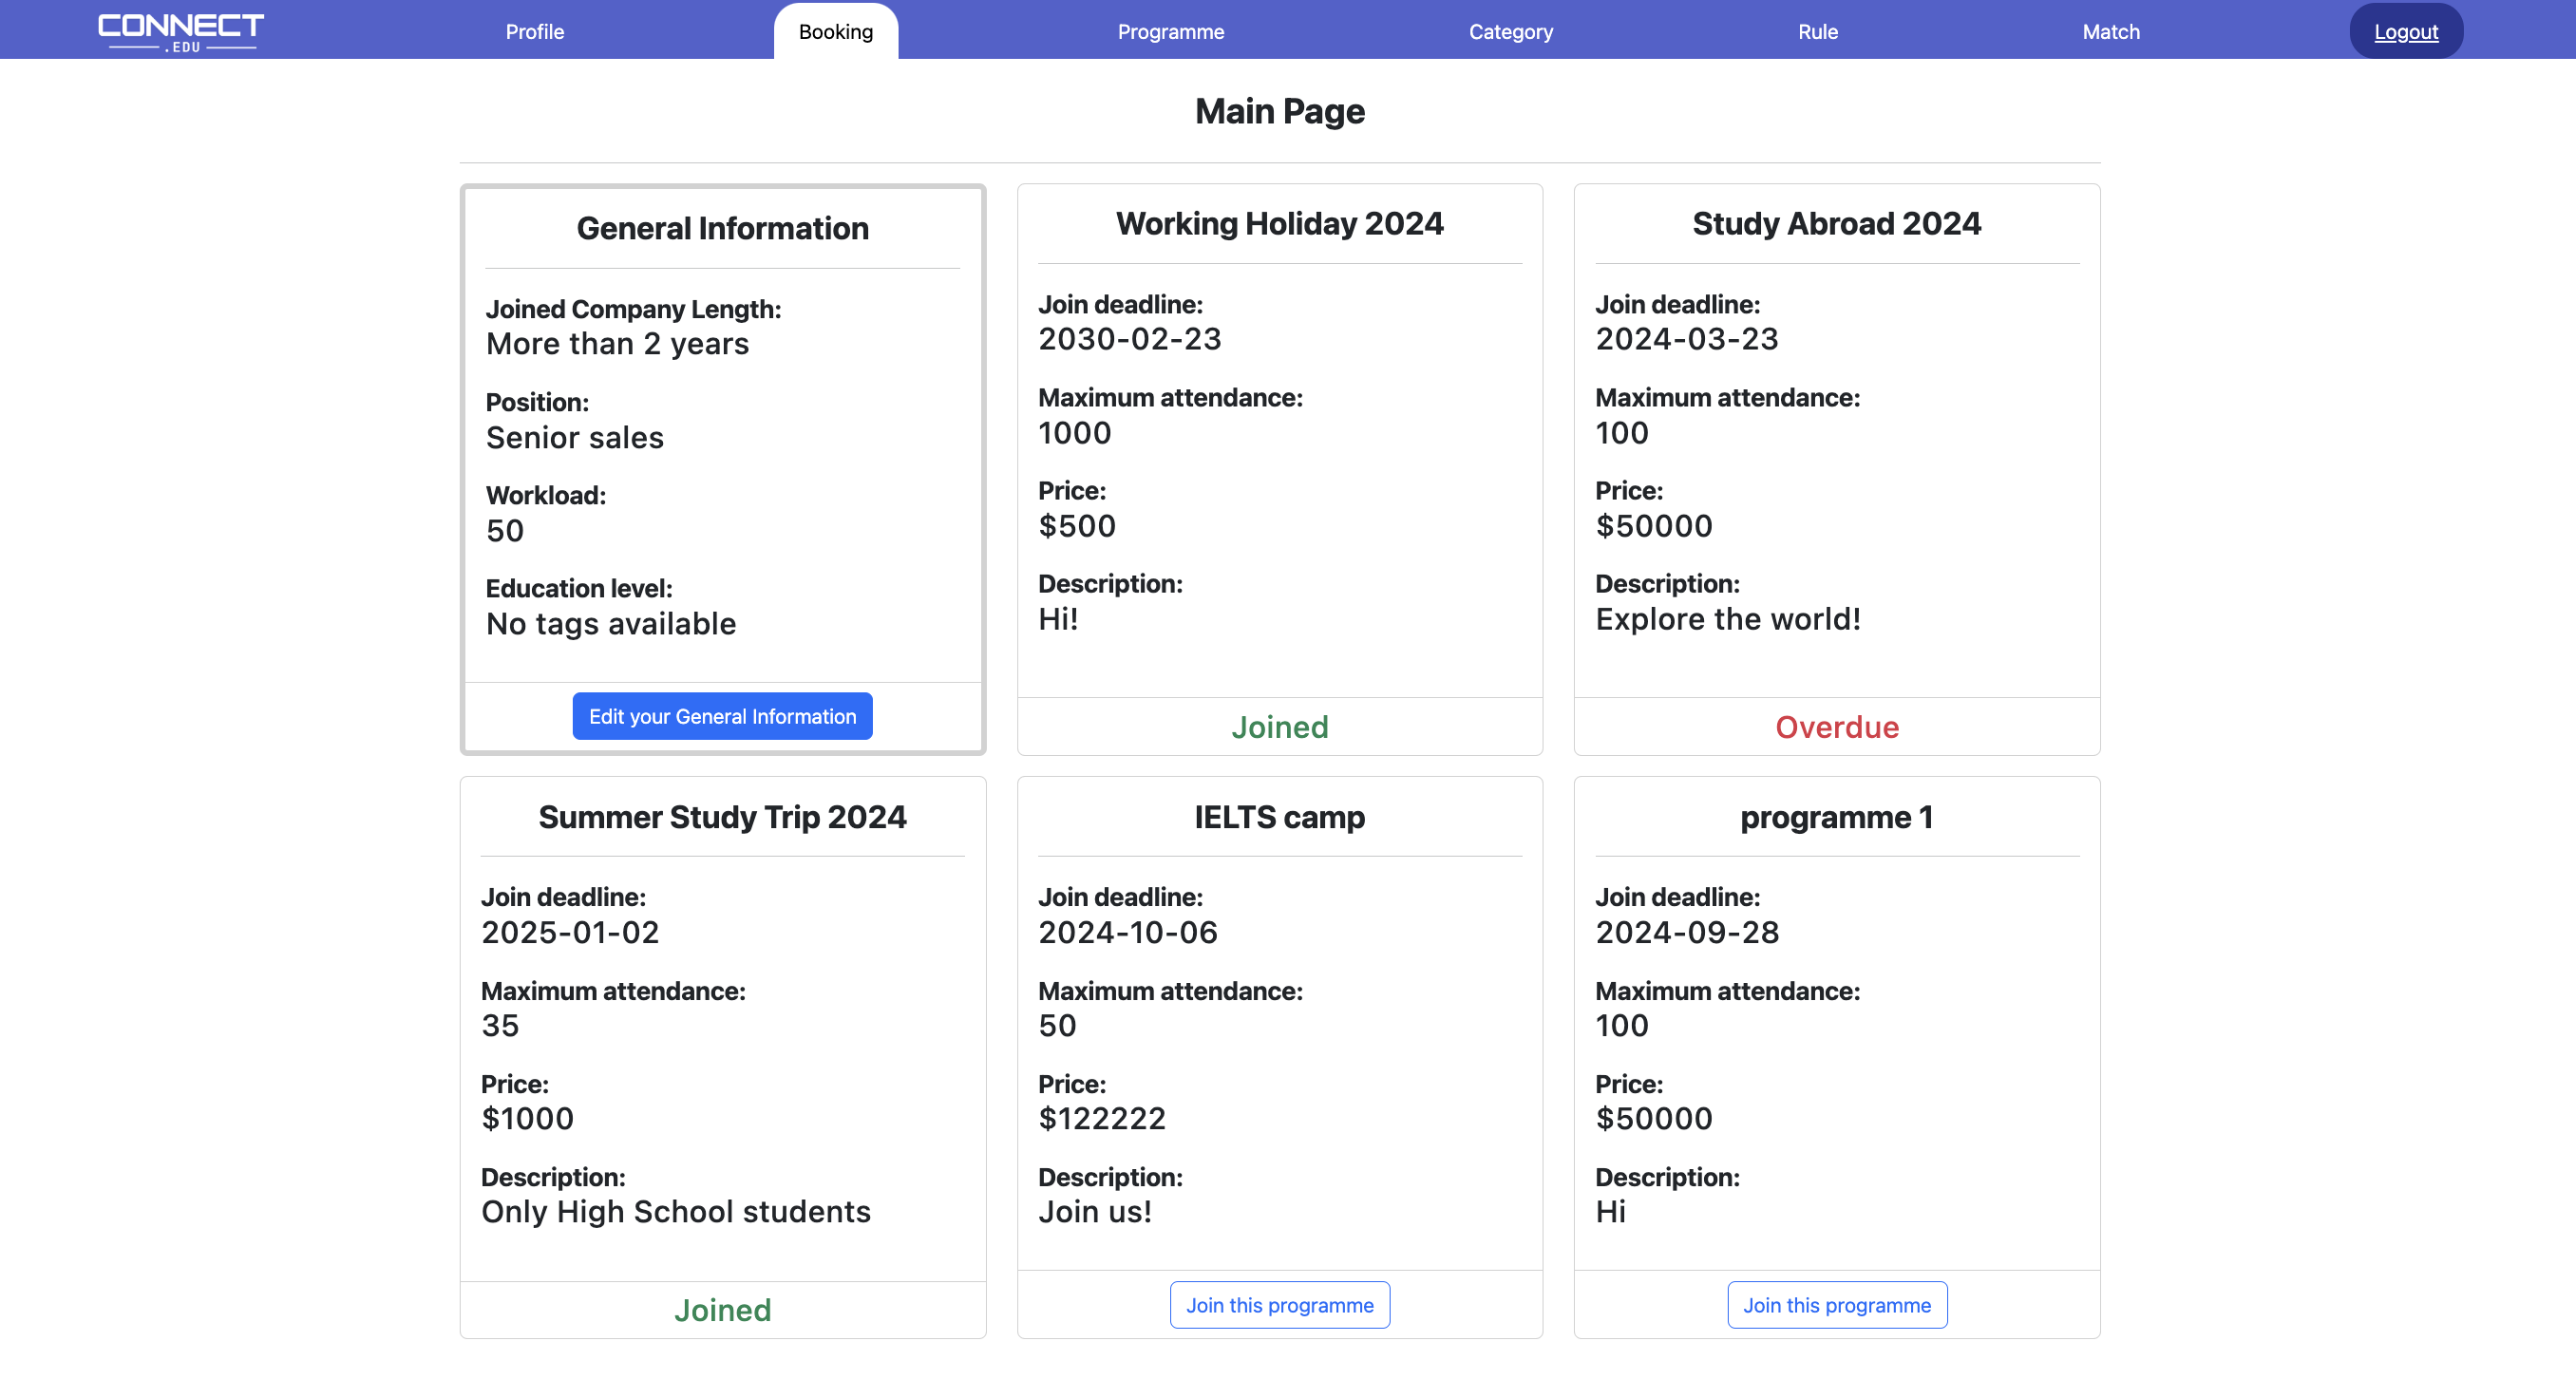 CONNECT
.EDU
Profile
Booking
Programme
Category
Rule
Match
Logout
Main Page
General Information
Joined Company Length:
More than 2 years
Position:
Senior sales
Workload:
50
Education level:
No tags available
Edit your General Information
Working Holiday 2024
Join deadline:
2030-02-23
Maximum attendance:
1000
Price:
$500
Description:
Hi!
Joined
Study Abroad 2024
Join deadline:
2024-03-23
Maximum attendance:
100
Price:
$50000
Description:
Explore the world!
Overdue
Summer Study Trip 2024
Join deadline:
2025-01-02
Maximum attendance:
35
Price:
$1000
Description:
Only High School students
Joined
IELTS camp
Join deadline:
2024-10-06
Maximum attendance:
50
Price:
$122222
Description:
Join us!
Join this programme
programme 1
Join deadline:
2024-09-28
Maximum attendance:
100
Price:
$50000
Description:
Hi
Join this programme